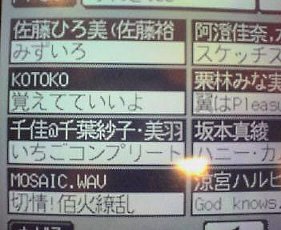 佐藤ひろ美(佐藤裕
みずいろ
KOTOKO
覚えてていいよ
千佳@千葉紗子・美羽
いちごコンプリート
MOSAIC.WAV
切情!佰火繚乱
阿澄佳奈,
スケッチス
栗林みな実
翼はPleasu
坂本真綾
ハニー・カ
涼宮ハルヒ
God knows.